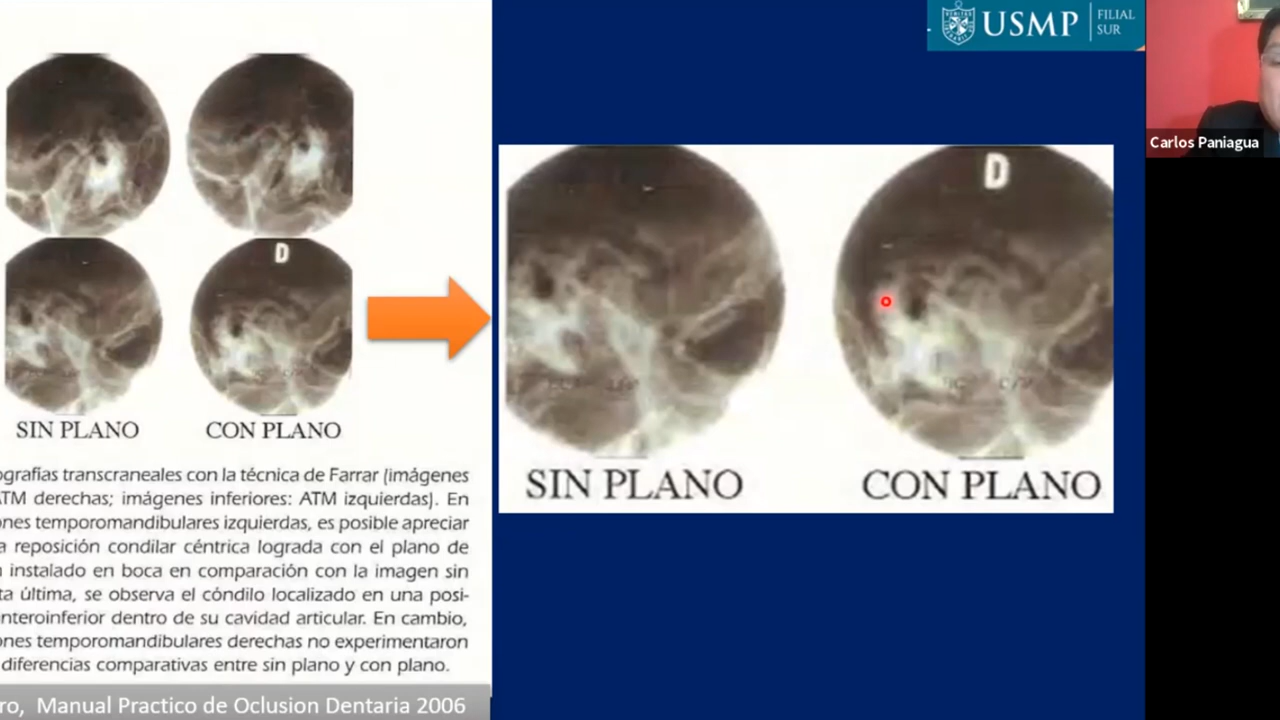 D
SIN PLANO
CON PLANO
ografías transcraneales con la técnica de Farrar (imágenes
TM derechas; imágenes inferiores: ATM izquierdas). En
ones temporomandibulares izquierdas, es posible apreciar
a reposición condilar céntrica lograda con el plano de
instalado en boca en comparación con la imagen sin
ta última, se observa el cóndilo localizado en una posi-
nteroinferior dentro de su cavidad articular. En cambio,
ones temporomandibulares derechas no experimentaron
diferencias comparativas entre sin plano y con plano.
ro, Manual Practico de Oclusion Dentaria 2006
USMP
FILIAL
SUR
D
SIN PLANO
CON PLANO
Carlos Paniagua